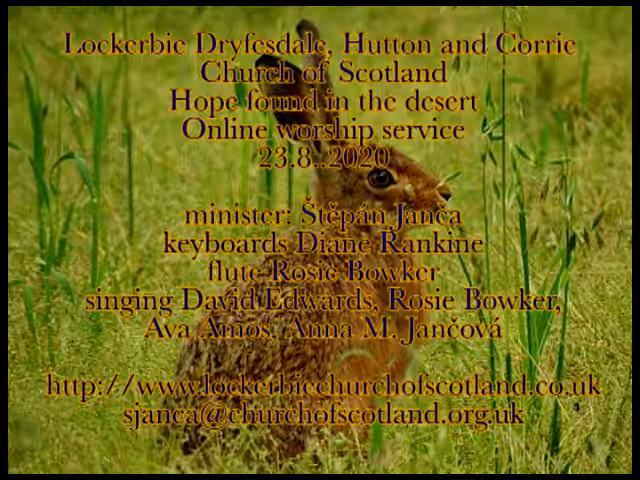 Lockerbie Dryfesdale, Hutton and Corrie
Church of Scotland
Hope found in the desert
Online worship service
23.8..2020
minister: Štěpán Janča
keyboards Diane Rankine
flute Rosie Bowker
singing David Edwards, Rosie Bowker,
Ava Amos, Anna M. Jančová
http://www.lockerbiechurchofscotland.co.uk
sjanca@churchofscotland.org.uk